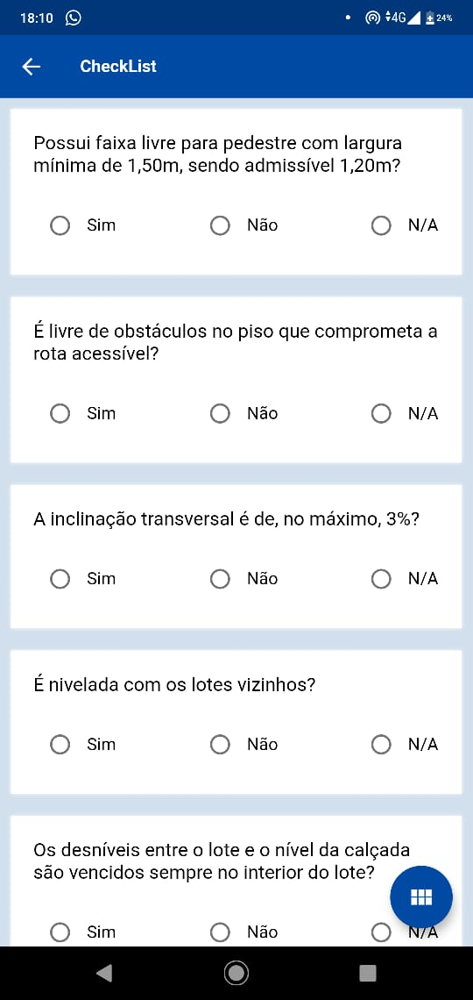 18:10 4G 24%
CheckList
Possui faixa livre para pedestre com largura
mínima de 1,50m, sendo admissível 1,20m?
Sim Não N/A
É livre de obstáculos no piso que comprometa a
rota acessível?
Sim Não N/A
A inclinação transversal é de, no máximo, 3%?
Sim Não N/A
É nivelada com os lotes vizinhos?
Sim Não N/A
Os desníveis entre o lote e o nível da calçada
são vencidos sempre no interior do lote?
Sim Não N/A